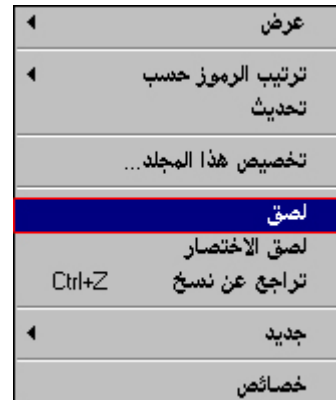 عرض
ترتيب الرموز حسب
تحديث
تخصيص هذا المجلد...
لصق
لصق الاختصار
تراجع عن نسخ Ctrl+Z
جديد
خصائص